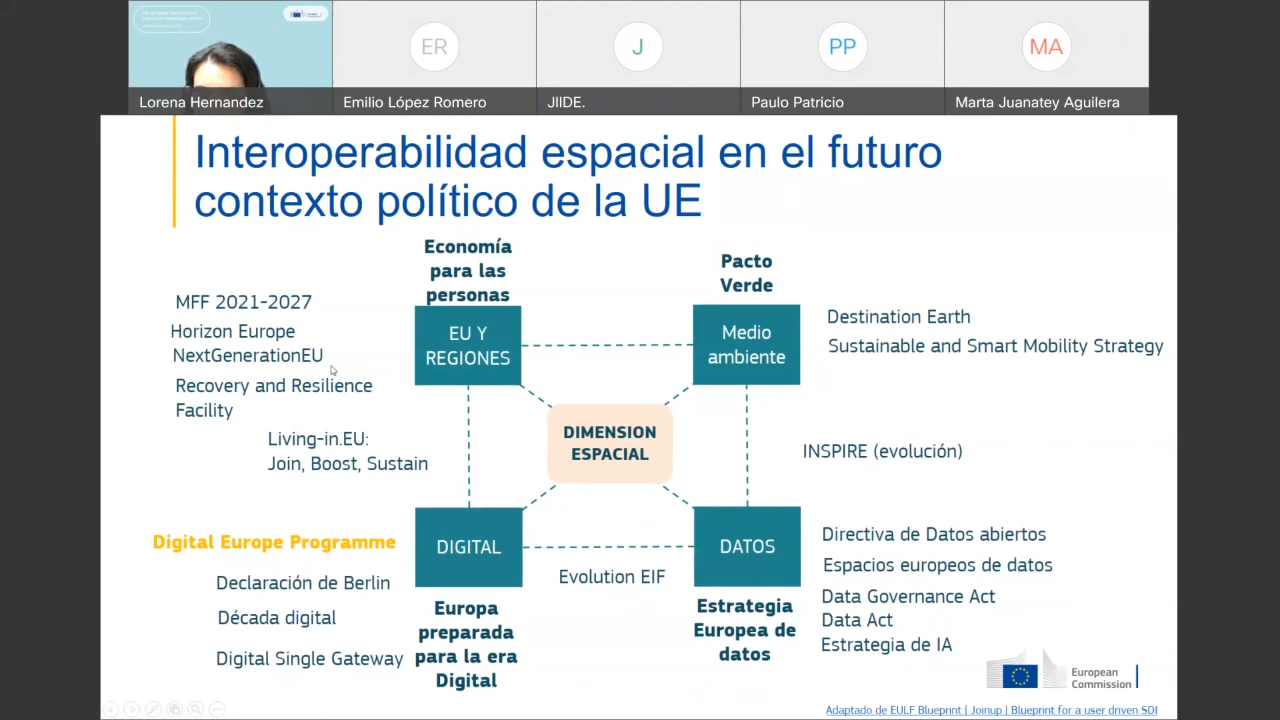 ER
J
PP
MA
Lorena Hernandez
Emilio López Romero
JIIDE.
Paulo Patricio
Marta Juanatey Aguilera
Interoperabilidad espacial en el futuro
contexto político de la UE
Economía
para las
personas
Pacto
Verde
MFF 2021-2027
Horizon Europe
NextGenerationEU
Recovery and Resilience
Facility
Living-in.EU:
Join, Boost, Sustain
EU Y
REGIONES
Medio
ambiente
Destination Earth
Sustainable and Smart Mobility Strategy
DIMENSION
ESPACIAL
INSPIRE (evolución)
Digital Europe Programme
Declaración de Berlin
Década digital
Digital Single Gateway
DIGITAL
Evolution EIF
DATOS
Directiva de Datos abiertos
Espacios europeos de datos
Data Governance Act
Data Act
Estrategia de IA
Europa
preparada
para la era
Digital
Estrategia
Europea de
datos
European
Commission
Adaptado de EULF Blueprint | Joinup | Blueprint for a user driven SDI